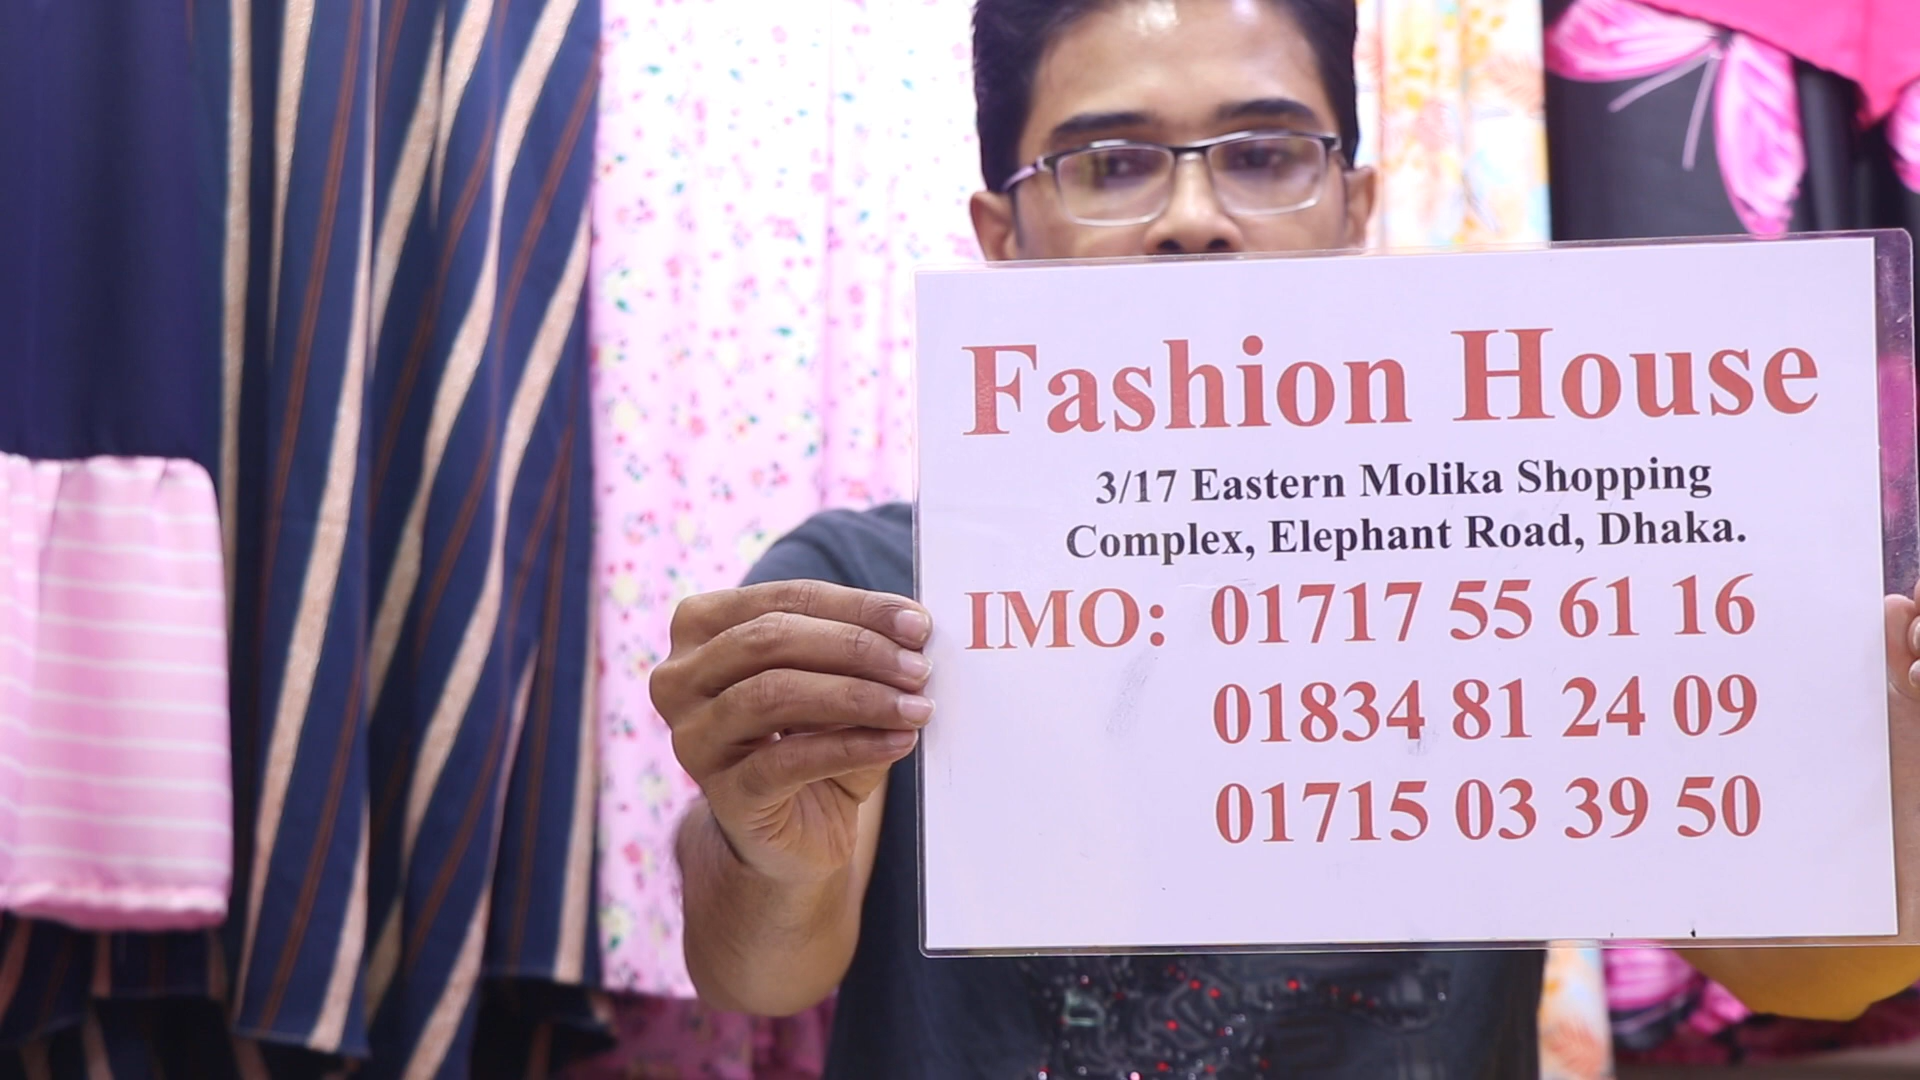 Fashion House
3/17 Eastern Molika Shopping
Complex, Elephant Road, Dhaka.
IMO: 01717 55 61 16
01834 81 24 09
01715 03 39 50